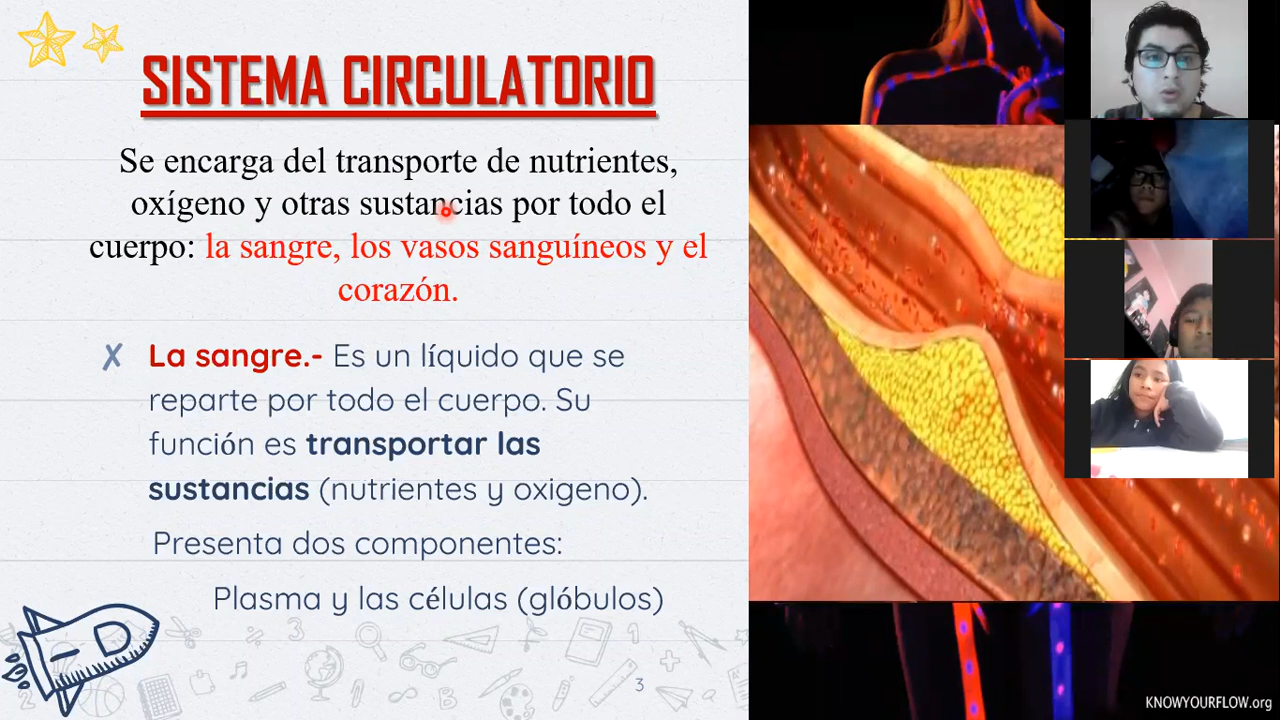 SISTEMA CIRCULATORIO
Se encarga del transporte de nutrientes,
oxígeno y otras sustancias por todo el
cuerpo: la sangre, los vasos sanguíneos y el
corazón.
✗ La sangre.- Es un líquido que se
reparte por todo el cuerpo. Su
función es transportar las
sustancias (nutrientes y oxigeno).
Presenta dos componentes:
Plasma y las células (glóbulos)
3
KNOWYOURFLOW.org